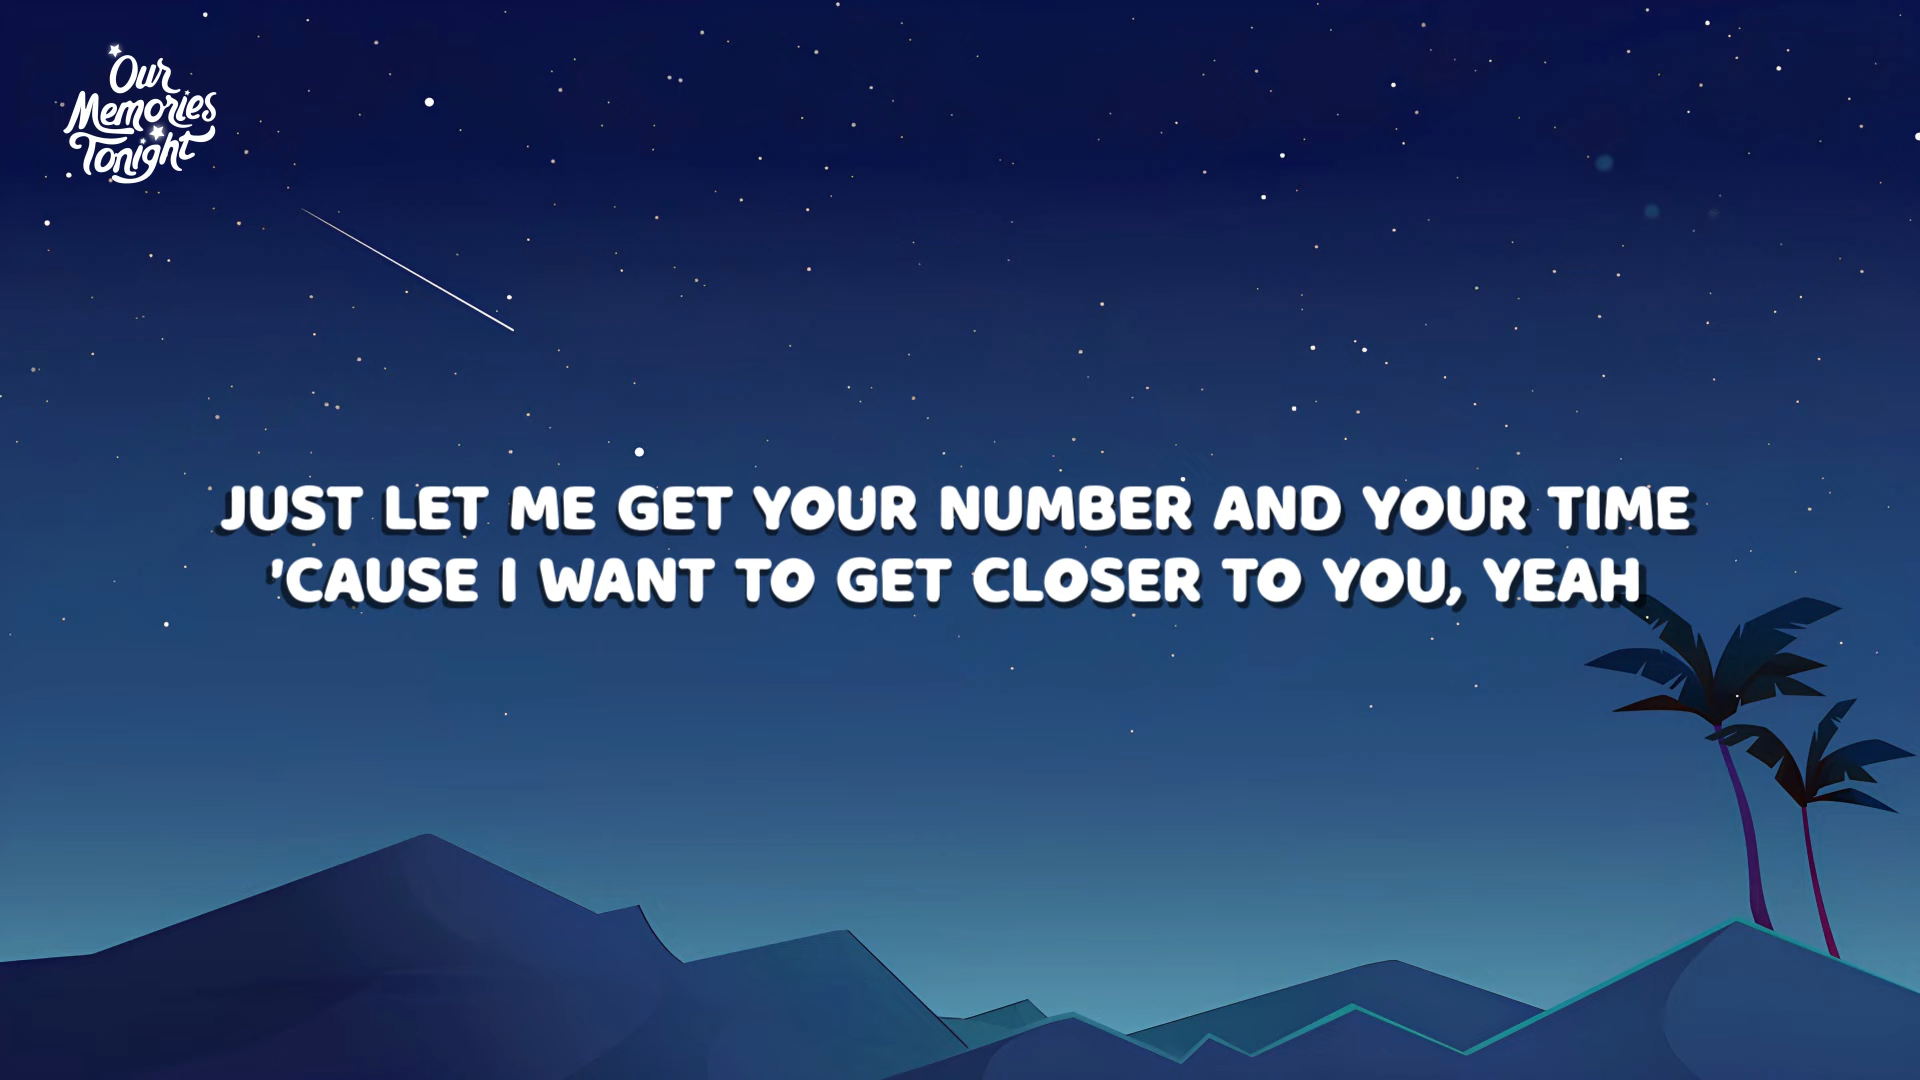 Our
Memories
Tonight
JUST LET ME GET YOUR NUMBER AND YOUR TIME
'CAUSE I WANT TO GET CLOSER TO YOU, YEAH